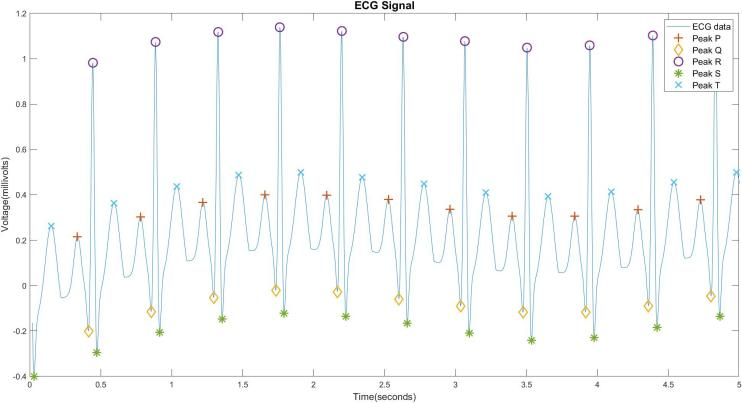 ECG Signal
1.2
1
0.8
0.6
0.4
0.2
0
-0.2
-0.4
Voltage(millivolts)
ECG data
Peak P
Peak Q
Peak R
Peak S
Peak T
0 0.5 1 1.5 2 2.5 3 3.5 4 4.5 5
Time(seconds)